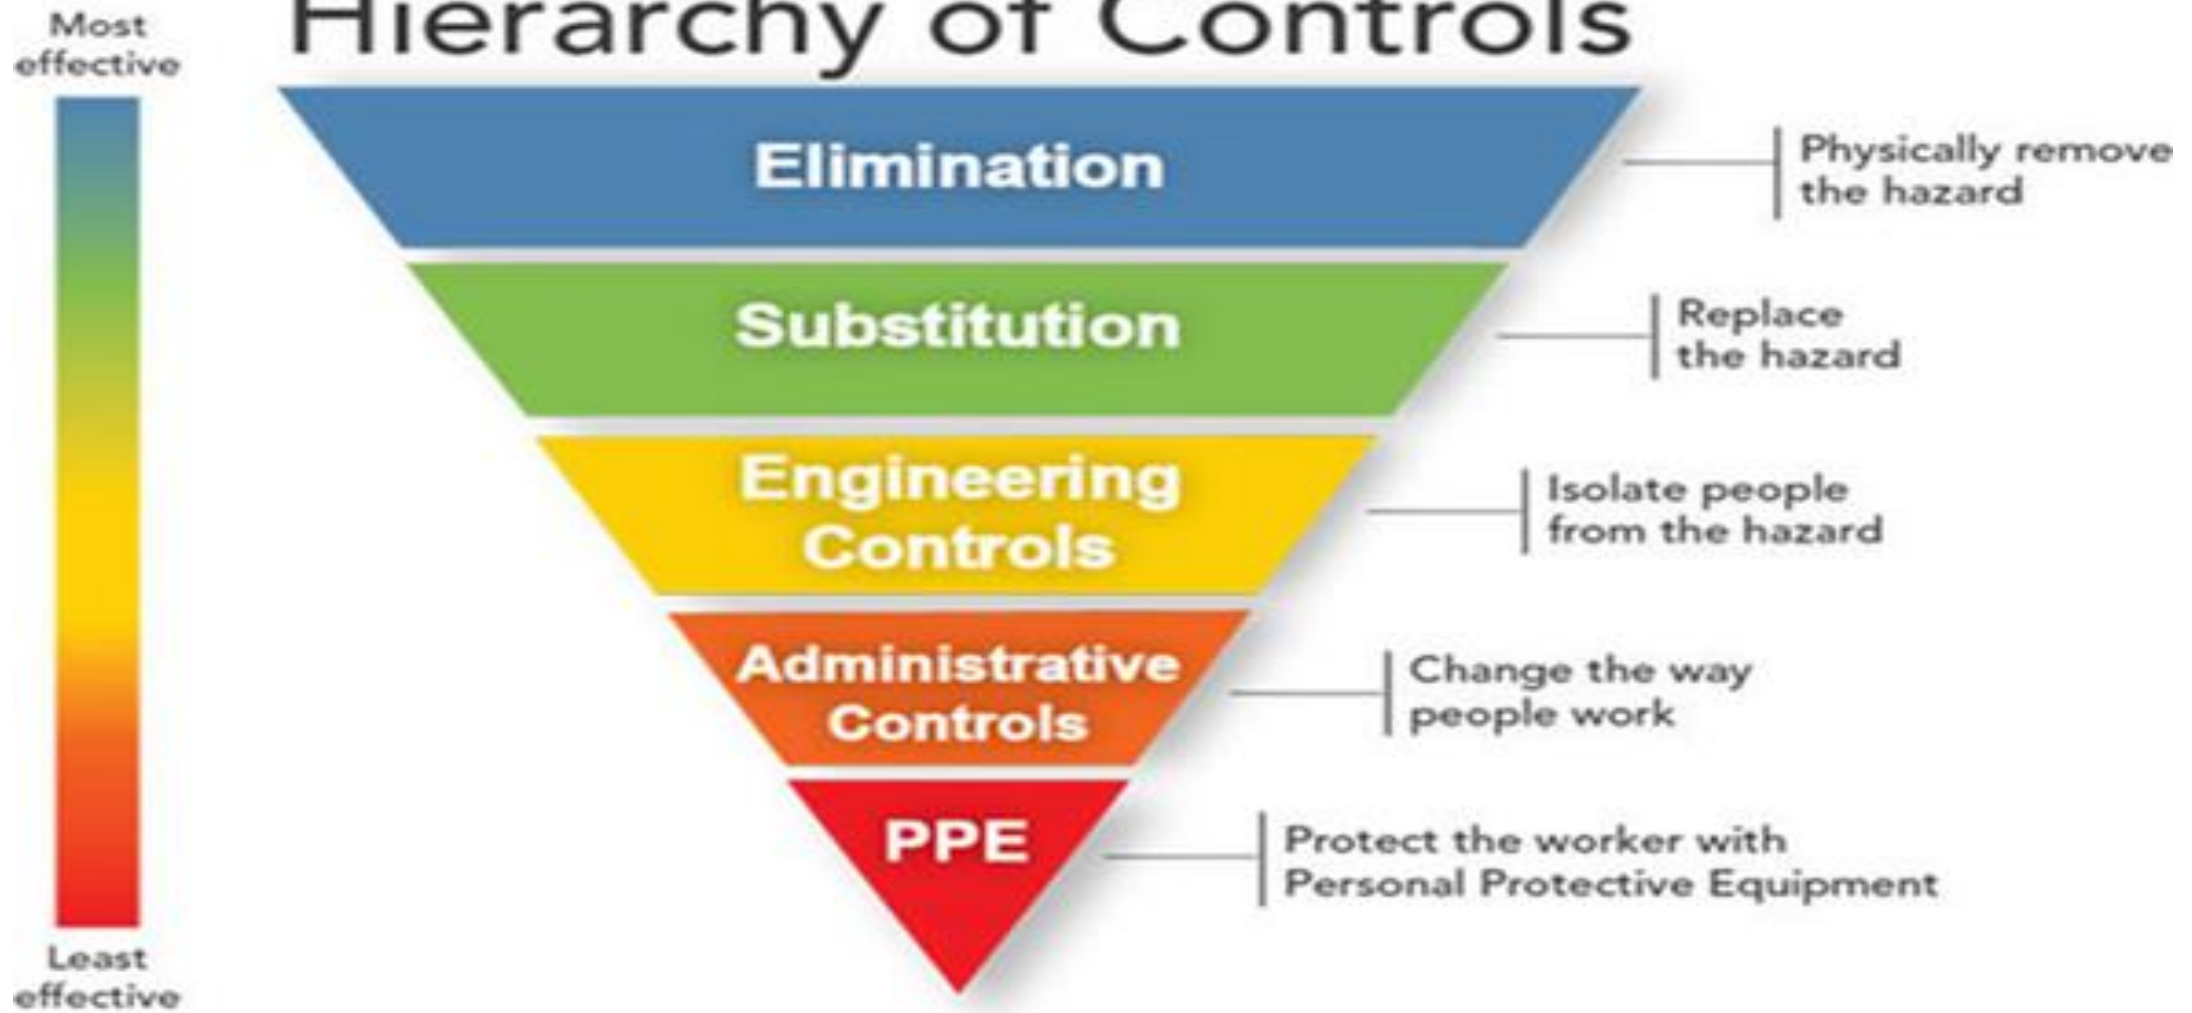 Hierarchy of Controls
Most
effective
Elimination
Physically remove
the hazard
Substitution
Replace
the hazard
Engineering
Controls
Isolate people
from the hazard
Administrative
Controls
Change the way
people work
PPE
Protect the worker with
Personal Protective Equipment
Least
effective